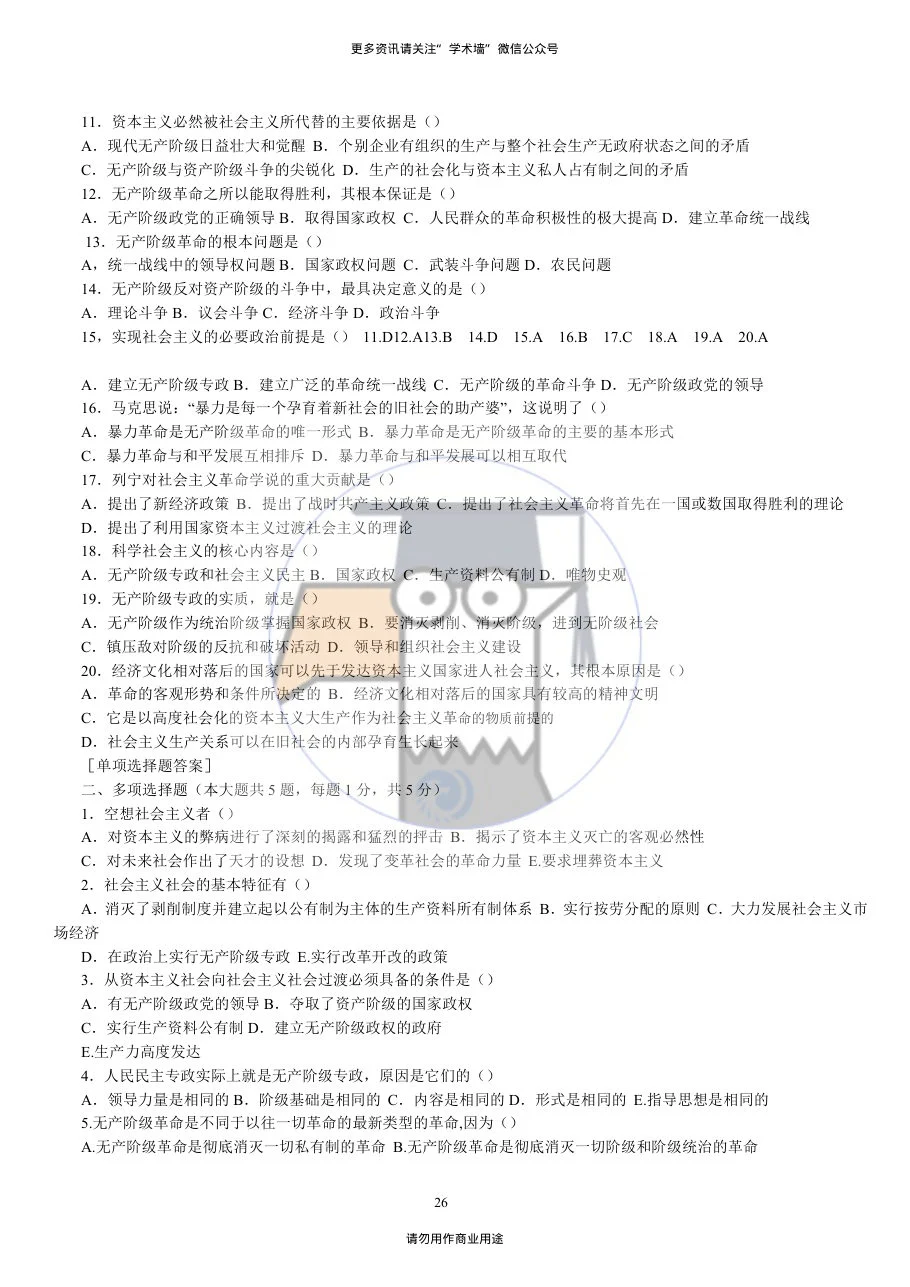 更多资讯请关注“学术墙”微信公众号
11．资本主义必然被社会主义所代替的主要依据是（）
A．现代无产阶级日益壮大和觉醒 B．个别企业有组织的生产与整个社会生产无政府状态之间的矛盾
C．无产阶级与资产阶级斗争的尖锐化 D．生产的社会化与资本主义私人占有制之间的矛盾
12．无产阶级革命之所以能取得胜利，其根本保证是（）
A．无产阶级政党的正确领导 B．取得国家政权 C．人民群众的革命积极性的极大提高 D．建立革命统一战线
13．无产阶级革命的根本问题是（）
A，统一战线中的领导权问题 B．国家政权问题 C．武装斗争问题 D．农民问题
14．无产阶级反对资产阶级的斗争中，最具决定意义的是（）
A．理论斗争 B．议会斗争 C．经济斗争 D．政治斗争
15，实现社会主义的必要政治前提是（） 11.D12.A13.B 14.D 15.A 16.B 17.C 18.A 19.A 20.A
A．建立无产阶级专政 B．建立广泛的革命统一战线 C．无产阶级的革命斗争 D．无产阶级政党的领导
16．马克思说：“暴力是每一个孕育着新社会的旧社会的助产婆”，这说明了（）
A．暴力革命是无产阶级革命的唯一形式 B．暴力革命是无产阶级革命的主要的基本形式
C．暴力革命与和平发展互相排斥 D．暴力革命与和平发展可以相互取代
17．列宁对社会主义革命学说的重大贡献是（）
A．提出了新经济政策 B．提出了战时共产主义政策 C．提出了社会主义革命将首先在一国或数国取得胜利的理论
D．提出了利用国家资本主义过渡社会主义的理论
18．科学社会主义的核心内容是（）
A．无产阶级专政和社会主义民主 B．国家政权 C．生产资料公有制 D．唯物史观
19．无产阶级专政的实质，就是（）
A．无产阶级作为统治阶级掌握国家政权 B．要消灭剥削、消灭阶级，进到无阶级社会
C．镇压敌对阶级的反抗和破坏活动 D．领导和组织社会主义建设
20．经济文化相对落后的国家可以先于发达资本主义国家进人社会主义，其根本原因是（）
A．革命的客观形势和条件所决定的 B．经济文化相对落后的国家具有较高的精神文明
C．它是以高度社会化的资本主义大生产作为社会主义革命的物质前提的
D．社会主义生产关系可以在旧社会的内部孕育生长起来
［单项选择题答案］
二、多项选择题（本大题共 5 题，每题 1 分，共 5 分）
1．空想社会主义者（）
A．对资本主义的弊病进行了深刻的揭露和猛烈的抨击 B．揭示了资本主义灭亡的客观必然性
C．对未来社会作出了天才的设想 D．发现了变革社会的革命力量 E.要求埋葬资本主义
2．社会主义社会的基本特征有（）
A．消灭了剥削制度并建立起以公有制为主体的生产资料所有制体系 B．实行按劳分配的原则 C．大力发展社会主义市
场经济
D．在政治上实行无产阶级专政 E.实行改革开改的政策
3．从资本主义社会向社会主义社会过渡必须具备的条件是（）
A．有无产阶级政党的领导 B．夺取了资产阶级的国家政权
C．实行生产资料公有制 D．建立无产阶级政权的政府
E.生产力高度发达
4．人民民主专政实际上就是无产阶级专政，原因是它们的（）
A．领导力量是相同的 B．阶级基础是相同的 C．内容是相同的 D．形式是相同的 E.指导思想是相同的
5.无产阶级革命是不同于以往一切革命的最新类型的革命,因为（）
A.无产阶级革命是彻底消灭一切私有制的革命 B.无产阶级革命是彻底消灭一切阶级和阶级统治的革命
26
请勿用作商业用途